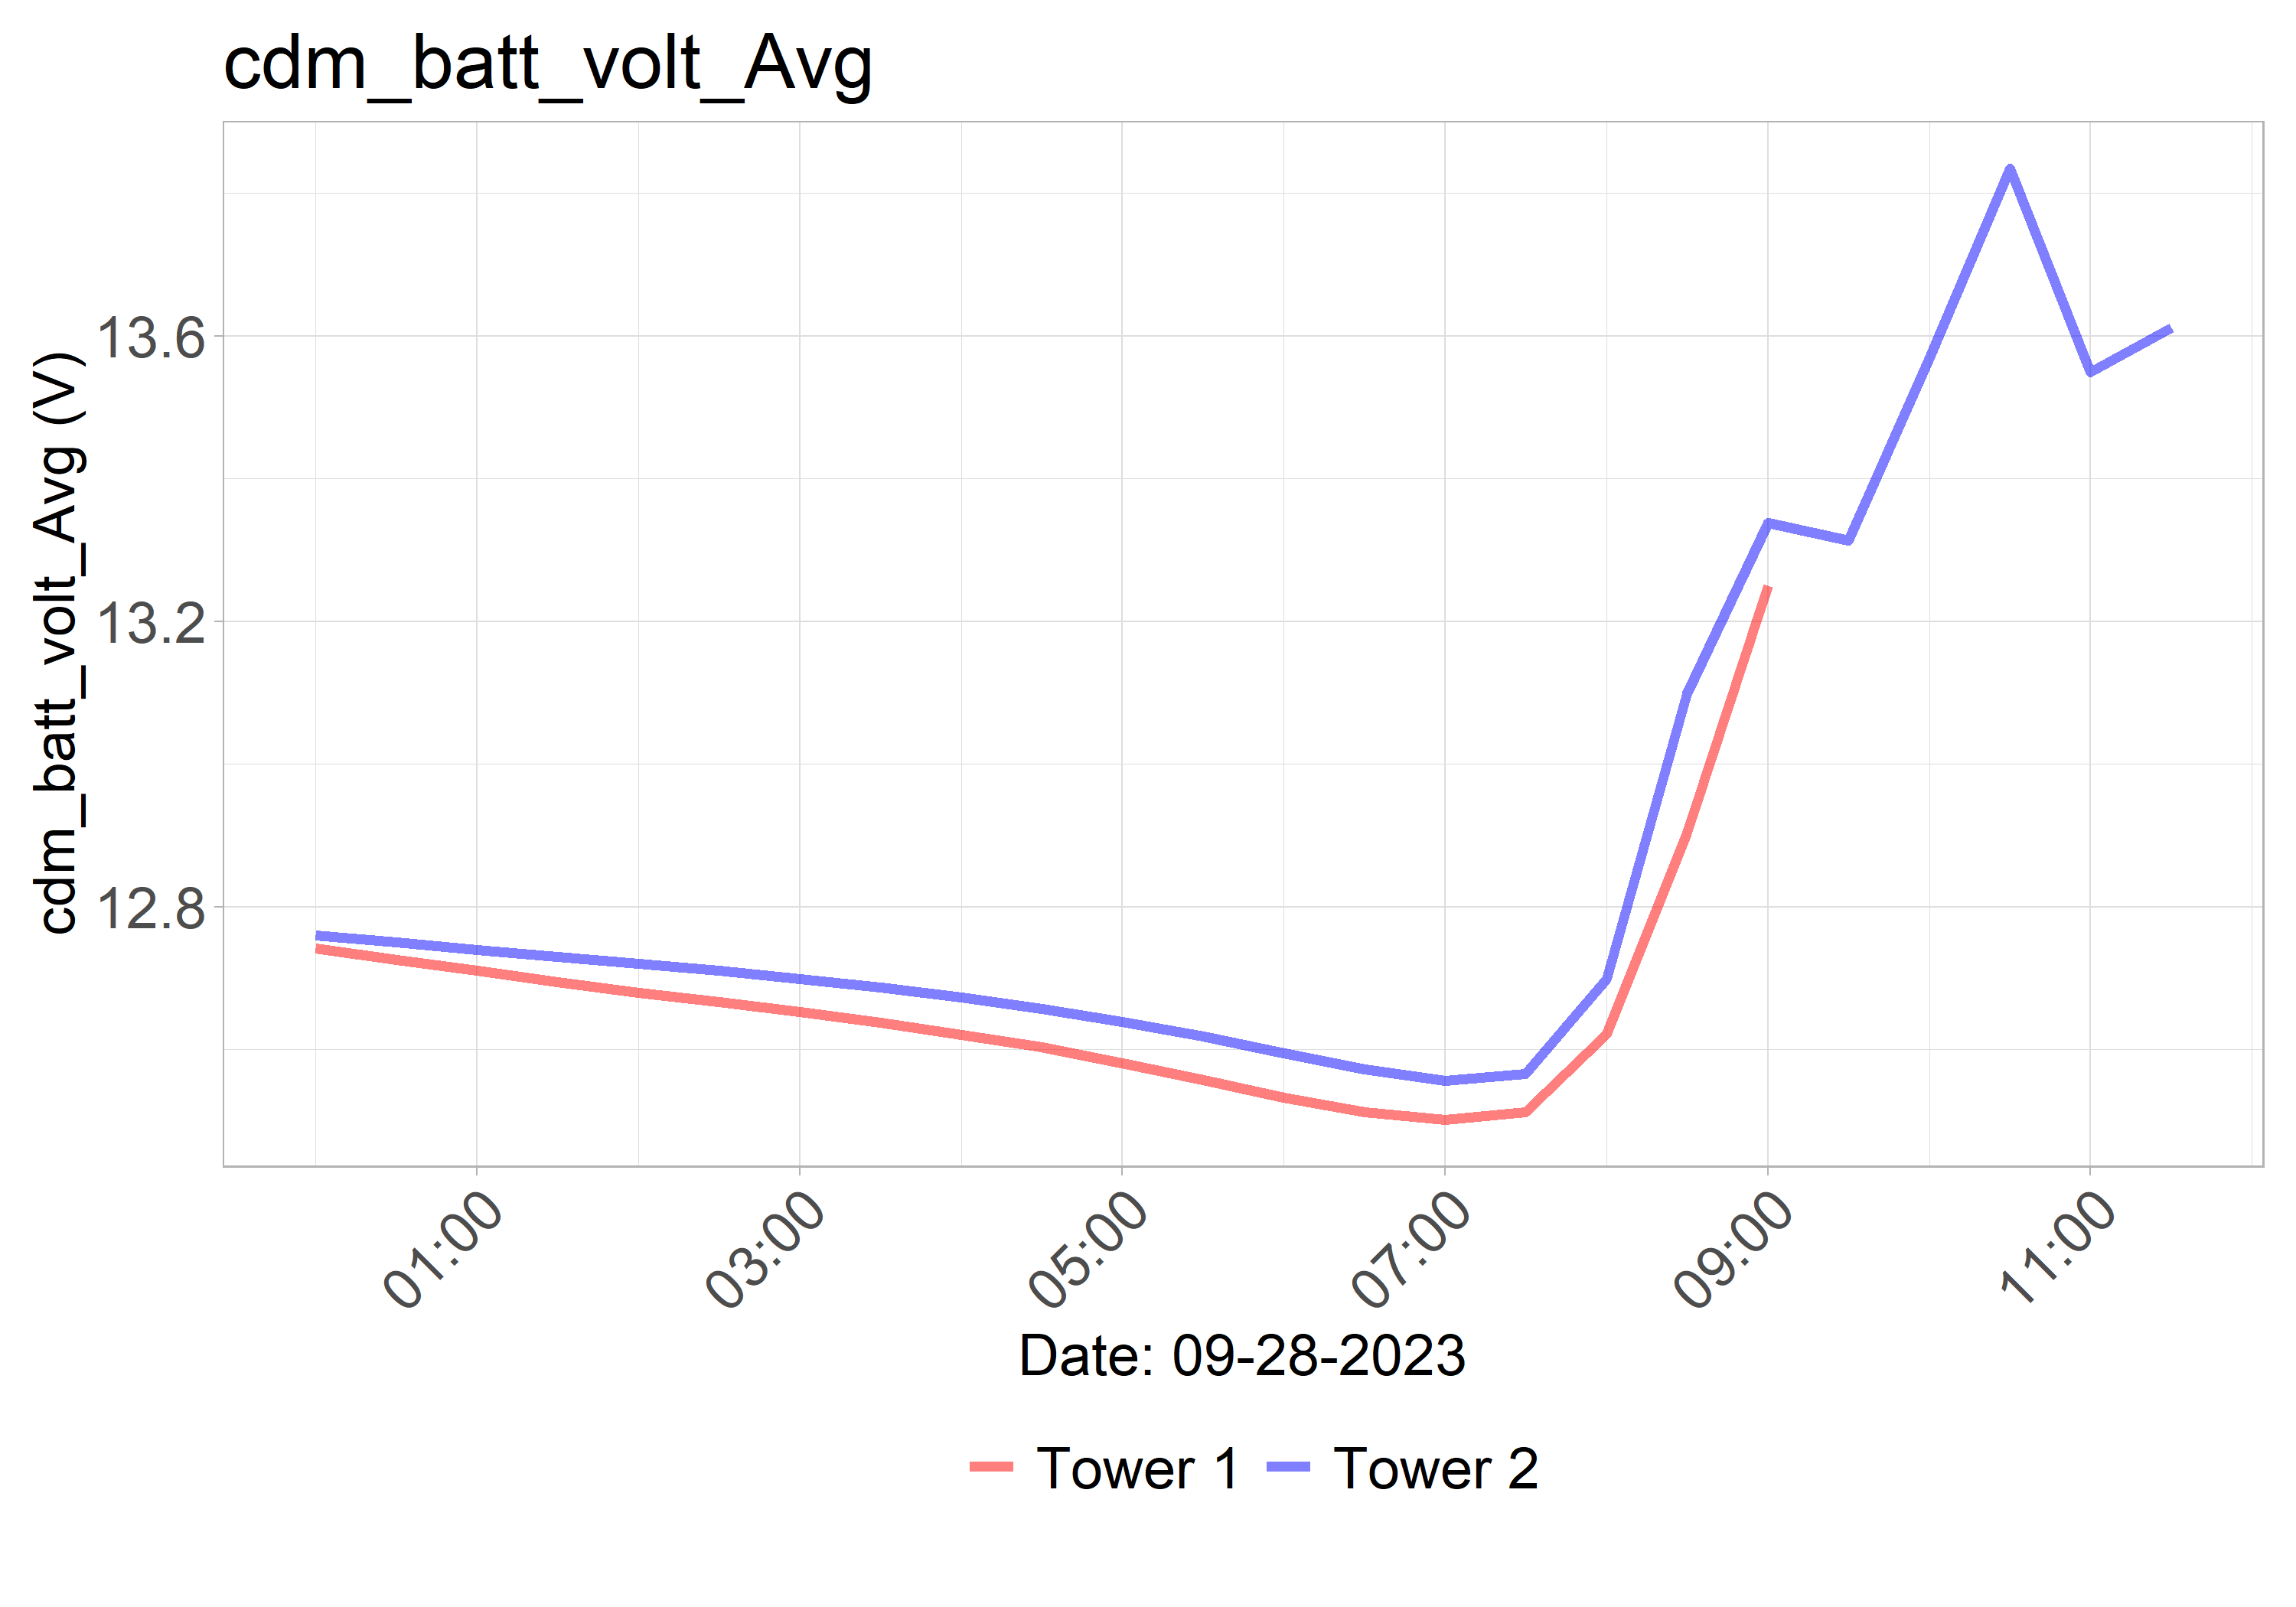 cdm_batt_volt_Avg
cdm_batt_volt_Avg (V)
13.6
13.2
12.8
01:00
03:00
05:00
07:00
09:00
11:00
Date: 09-28-2023
Tower 1
Tower 2